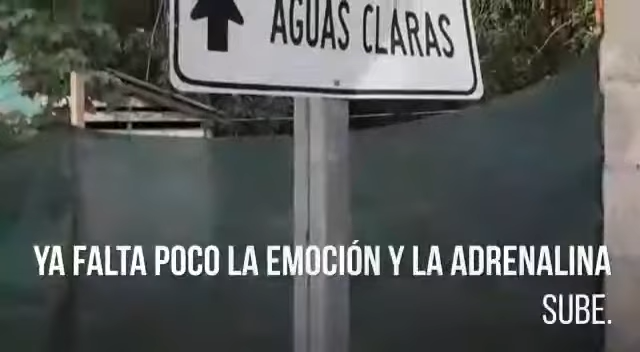 AGUAS CLARAS
YA FALTA POCO LA EMOCIÓN Y LA ADRENALINA
SUBE.